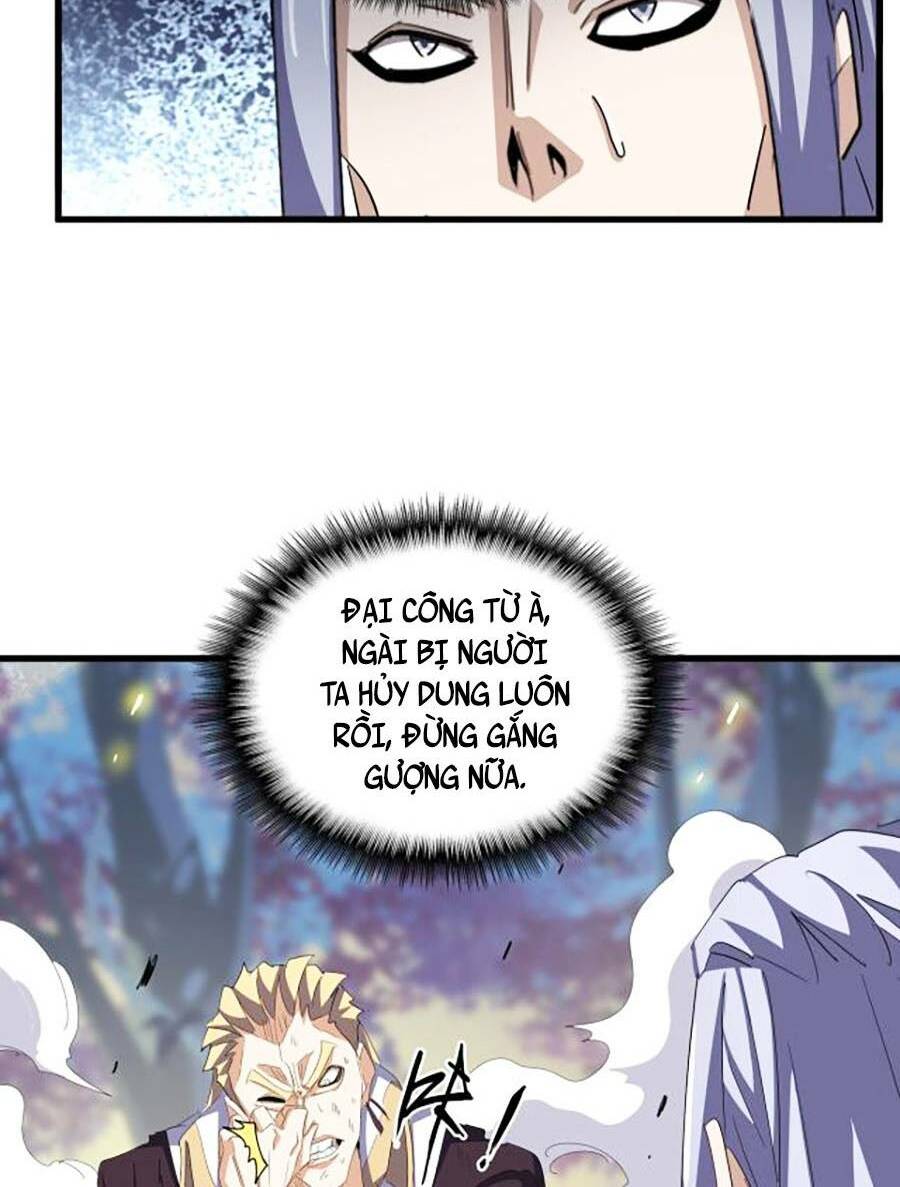 ĐẠI CÔNG TỪ À,
NGÀI BỊ NGƯỜI
TA HỦY DUNG LUÔN
RỒI, ĐỪNG GẮNG
GƯỢNG NỮA.